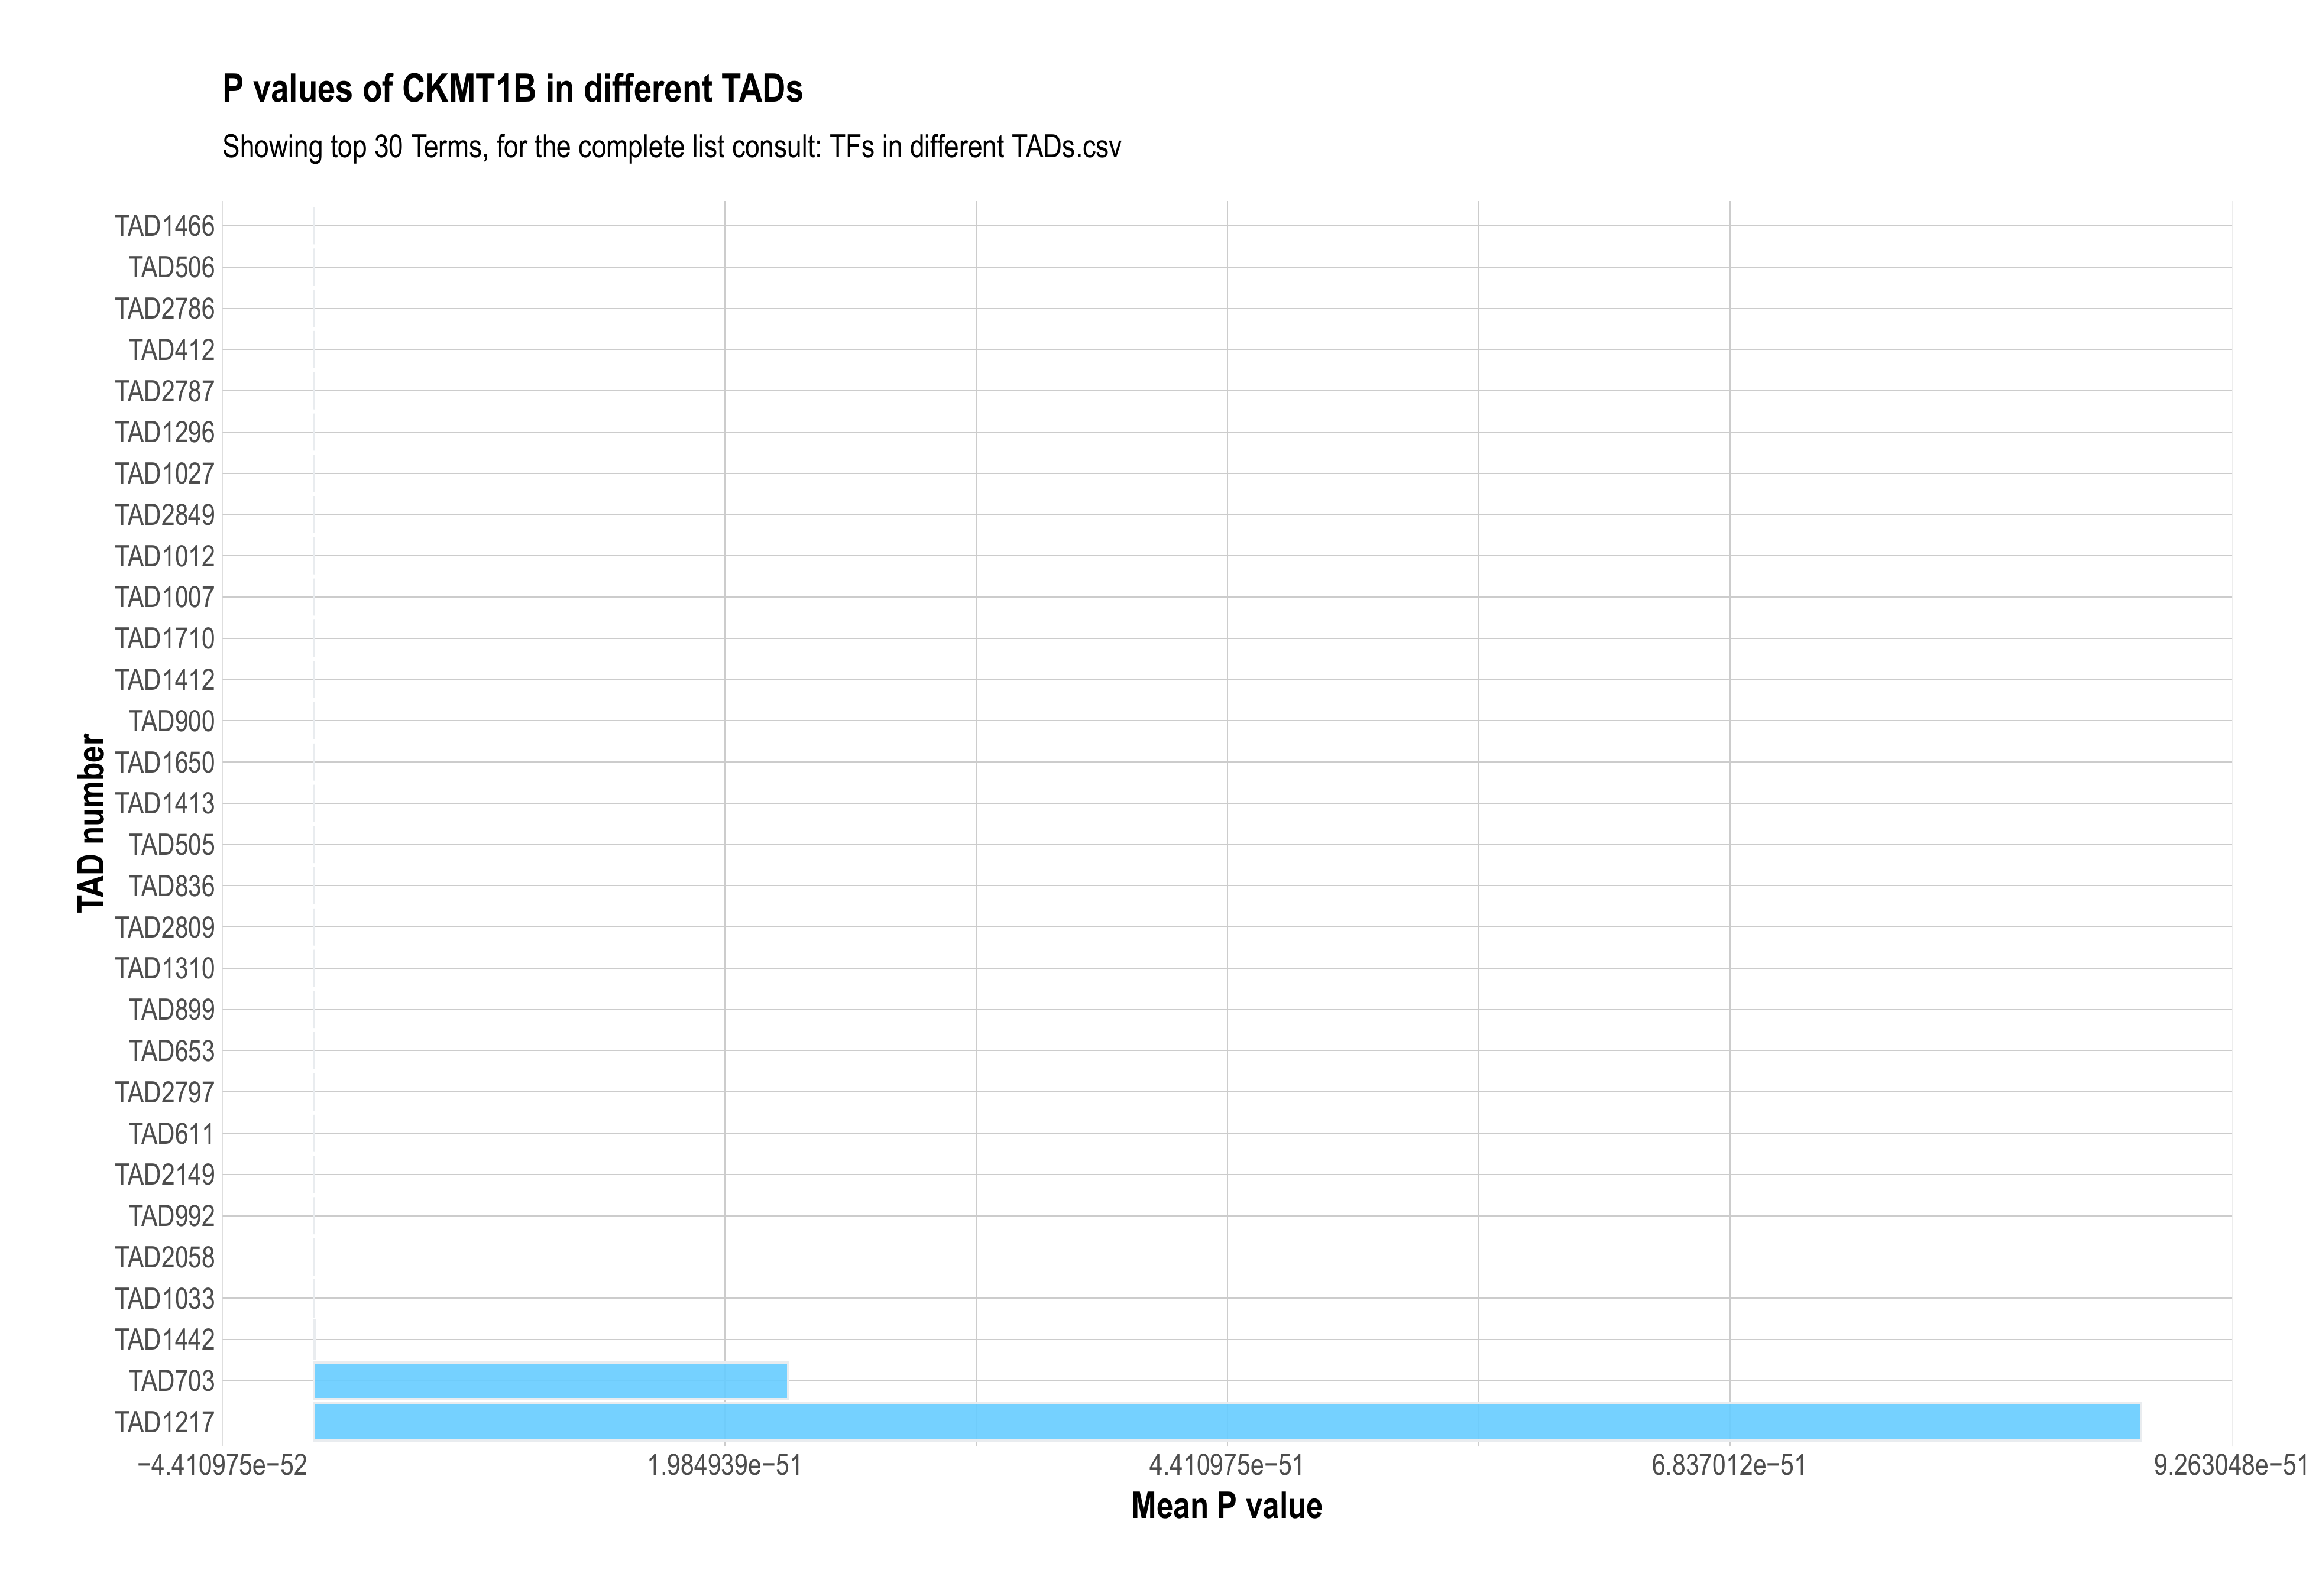 P values of CKMT1B in different TADs
Showing top 30 Terms, for the complete list consult: TFs in different TADs.csv
TAD number
TAD1466
TAD506
TAD2786
TAD412
TAD2787
TAD1296
TAD1027
TAD2849
TAD1012
TAD1007
TAD1710
TAD1412
TAD900
TAD1650
TAD1413
TAD505
TAD836
TAD2809
TAD1310
TAD899
TAD653
TAD2797
TAD611
TAD2149
TAD992
TAD2058
TAD1033
TAD1442
TAD703
TAD1217
−4.410975e−52 1.984939e−51 4.410975e−51 6.837012e−51 9.263048e−51
Mean P value